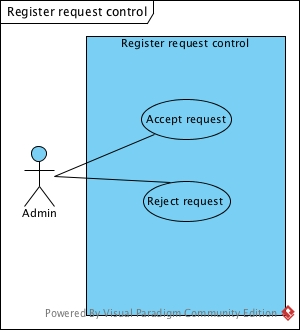 Register request control
Register request control
Accept request
Reject request
Admin
Powered By Visual Paradigm Community Edition